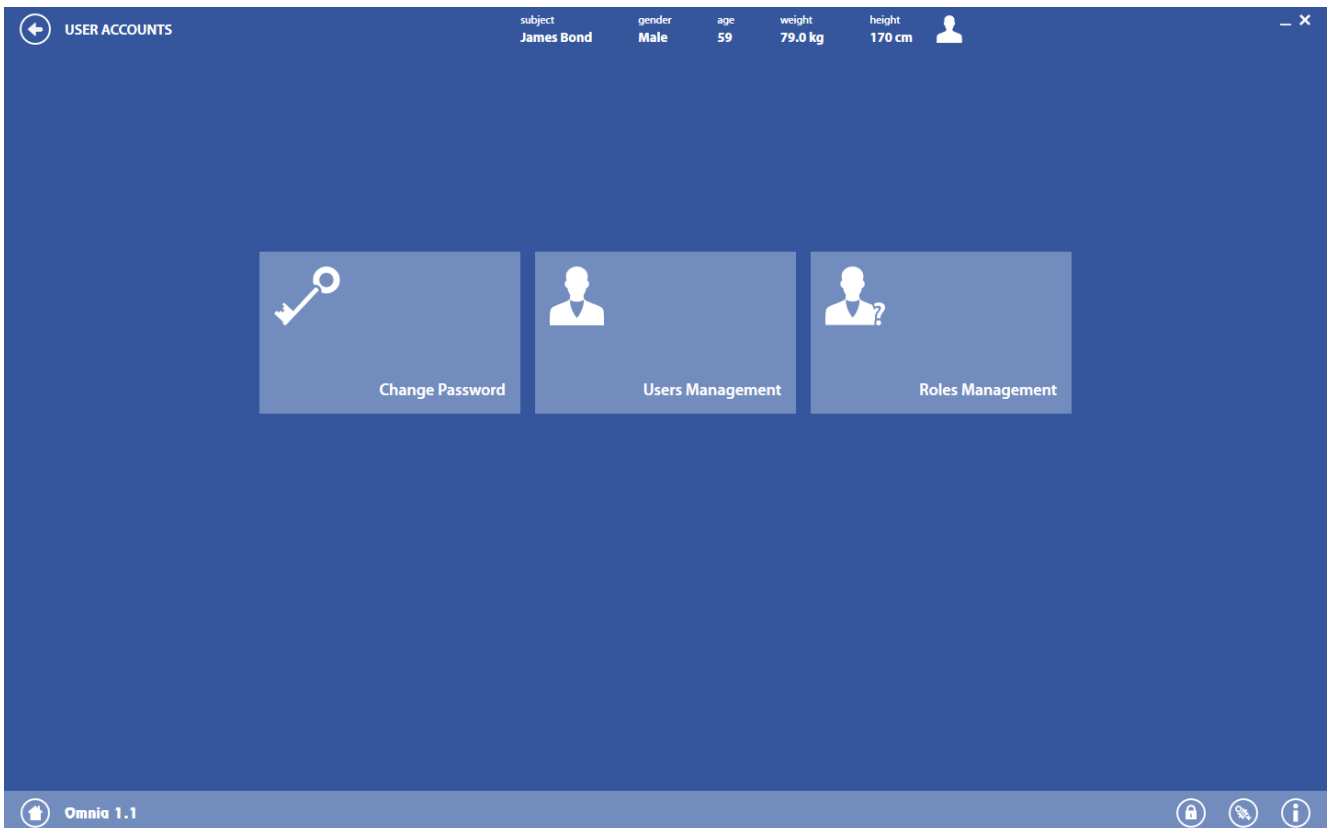 USER ACCOUNTS
subject gender age weight height
James Bond Male 59 79.0 kg 170 cm
Change Password Users Management Roles Management
Omnia 1.1